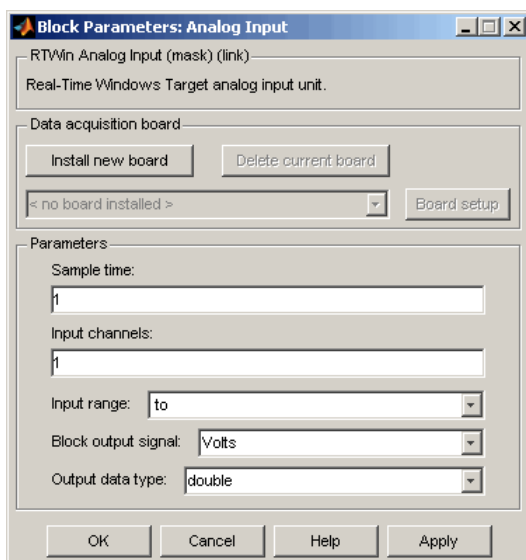 Block Parameters: Analog Input
RTWin Analog Input (mask) (link)
Real-Time Windows Target analog input unit.
Data acquisition board
Install new board Delete current board
< no board installed > Board setup
Parameters
Sample time:
1
Input channels:
1
Input range: to
Block output signal: Volts
Output data type: double
OK Cancel Help Apply